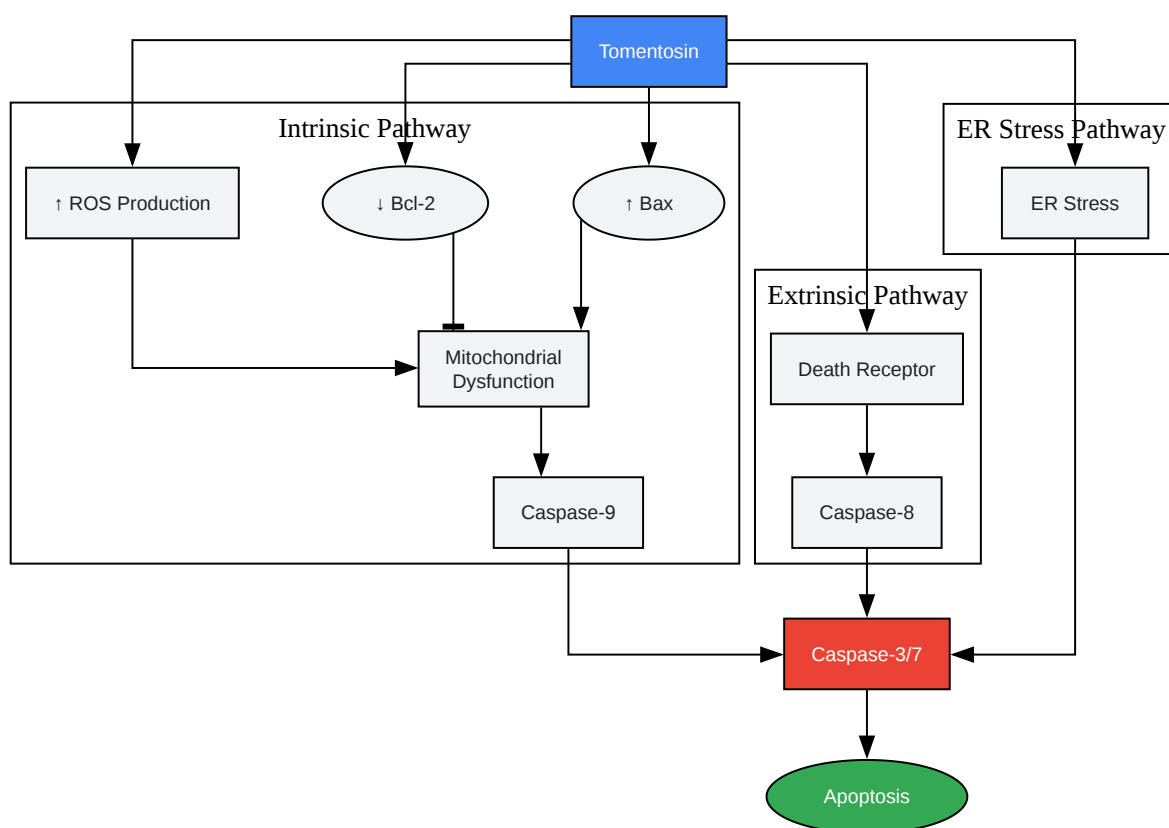 Tomentosin
Intrinsic Pathway
ER Stress Pathway
↑ ROS Production
↓ Bcl-2
↑ Bax
ER Stress
Extrinsic Pathway
Mitochondrial
Dysfunction
Death Receptor
Caspase-9
Caspase-8
Caspase-3/7
Apoptosis